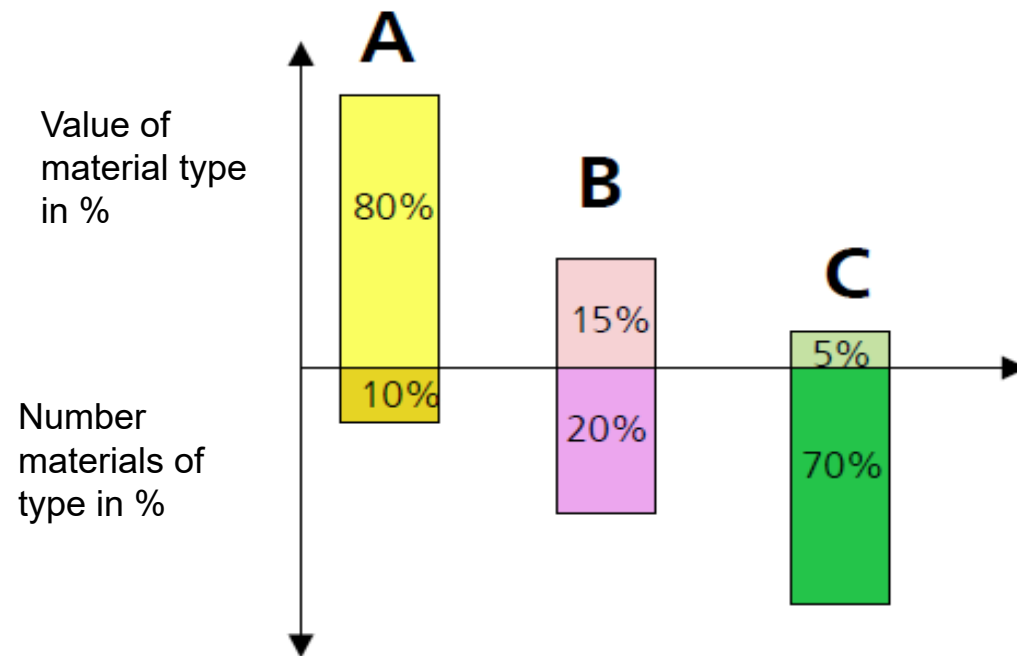 A
Value of
material type
in %
80%
B
15%
C
5%
10%
Number
materials of
type in %
20%
70%